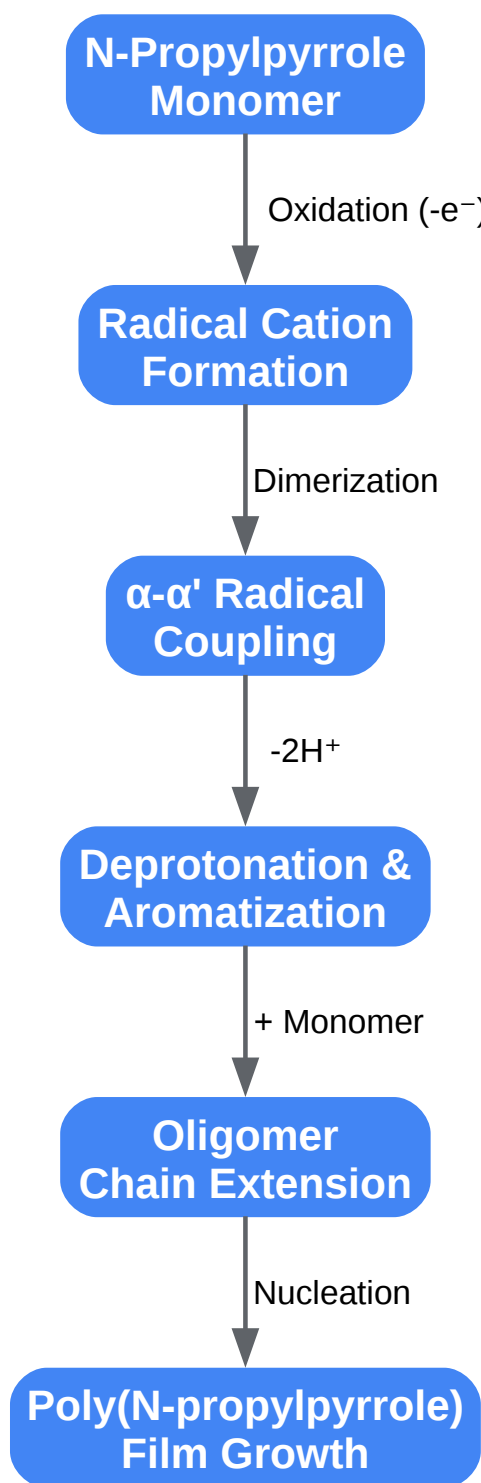 N-Propylpyrrole
Monomer
Oxidation (-e⁻)
Radical Cation
Formation
Dimerization
α-α' Radical
Coupling
-2H⁺
Deprotonation &
Aromatization
+ Monomer
Oligomer
Chain Extension
Nucleation
Poly(N-propylpyrrole)
Film Growth